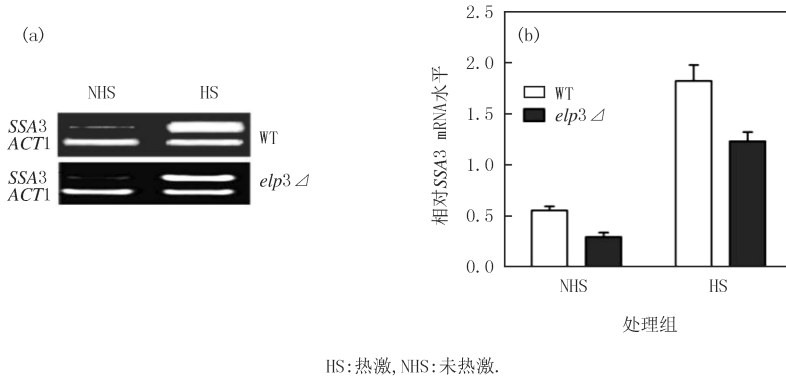 (a)
NHS HS
SSA3
ACT1
WT
SSA3
ACT1
elp3⊿
(b)
相对SSA3 mRNA水平
2.5
2.0
1.5
1.0
0.5
0.0
WT
elp3⊿
NHS HS
处理组
HS:热激,NHS:未热激.